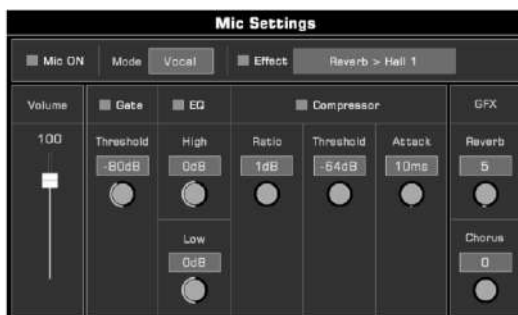 Mic Settings
Mic ON Mode Vocal Effect Reverb > Hall 1
Volume Gate EQ Compressor GFX
100 Threshold High Ratio Threshold Attack Reverb
-80dB 0dB 1dB -64dB 10ms 5
Low Chorus
0dB 0